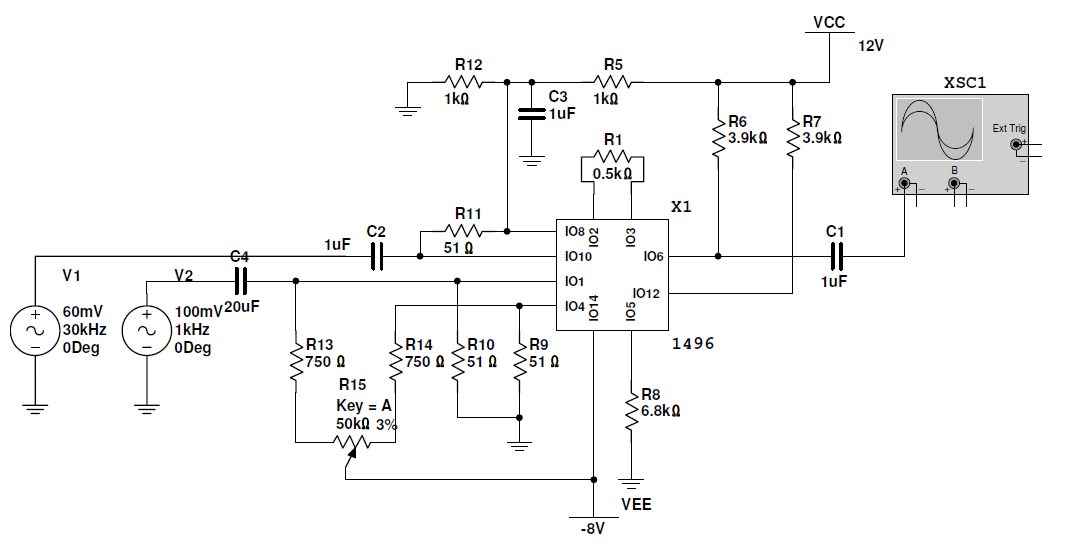 VCC
12V
R12
1kΩ
R5
1kΩ
C3
1uF
R6
3.9kΩ
R7
3.9kΩ
XSC1
Ext Trig
+
_
A
B
+ _
+ _
R1
0.5kΩ
X1
R11
51 Ω
IO8
IO2
IO3
IO10
IO6
IO1
IO12
IO4
IO14
IO5
1496
C1
1uF
C2
1uF
C4
20uF
V1
60mV
30kHz
0Deg
V2
100mV
1kHz
0Deg
R13
750 Ω
R14
750 Ω
R10
51 Ω
R9
51 Ω
R15
Key = A
50kΩ 3%
R8
6.8kΩ
VEE
-8V